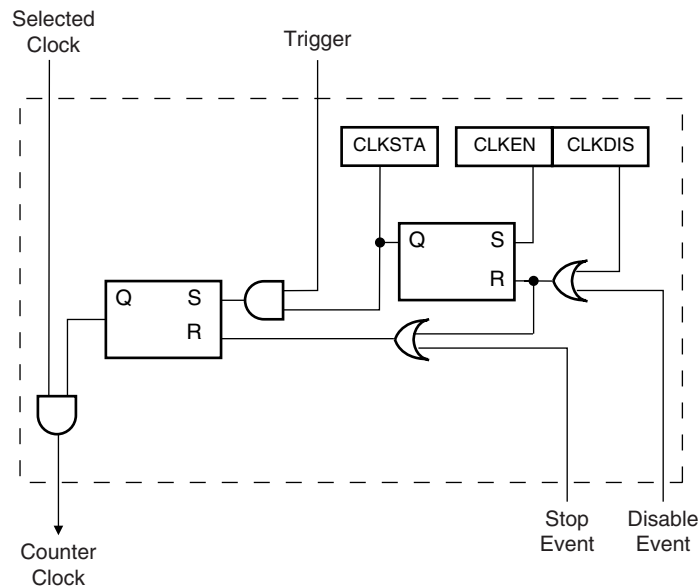 Selected
Clock
Trigger
CLKSTA
CLKEN
CLKDIS
Q
S
R
Q
S
R
Stop
Event
Disable
Event
Counter
Clock